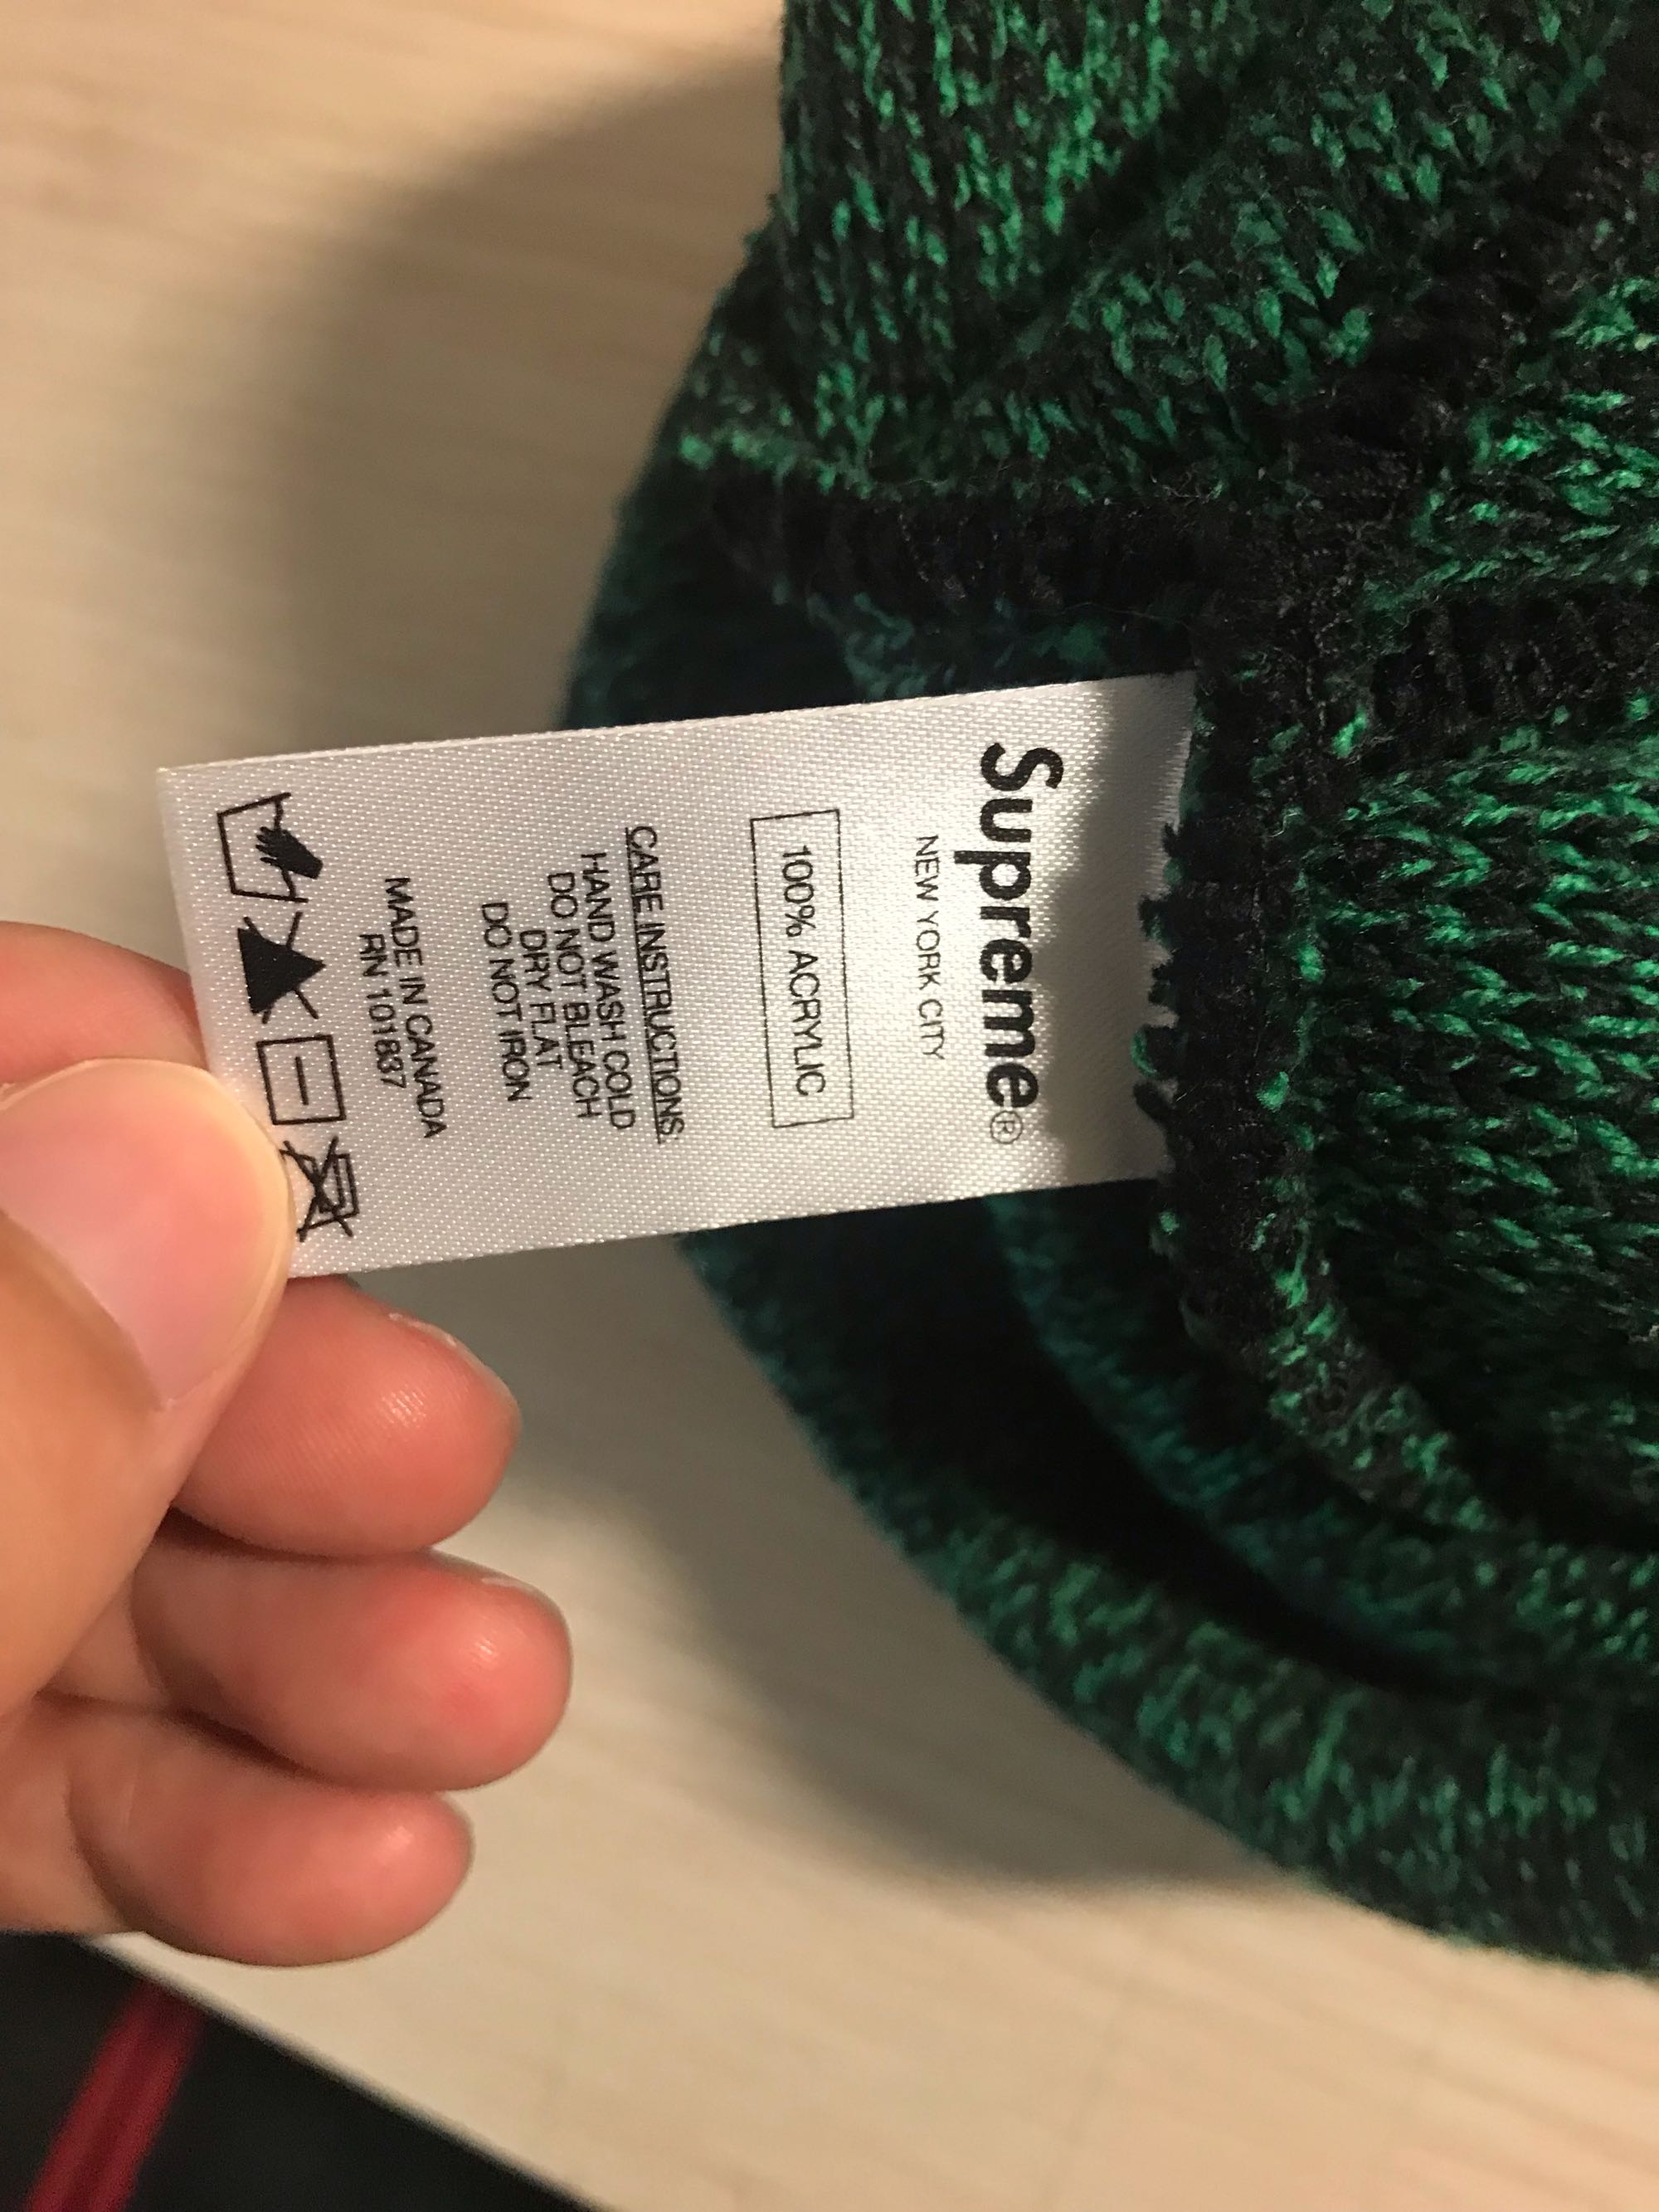 Supreme®
NEW YORK CITY
100% ACRYLIC
CARE INSTRUCTIONS:
HAND WASH COLD
DO NOT BLEACH
DRY FLAT
DO NOT IRON
MADE IN CANADA
RN 101837